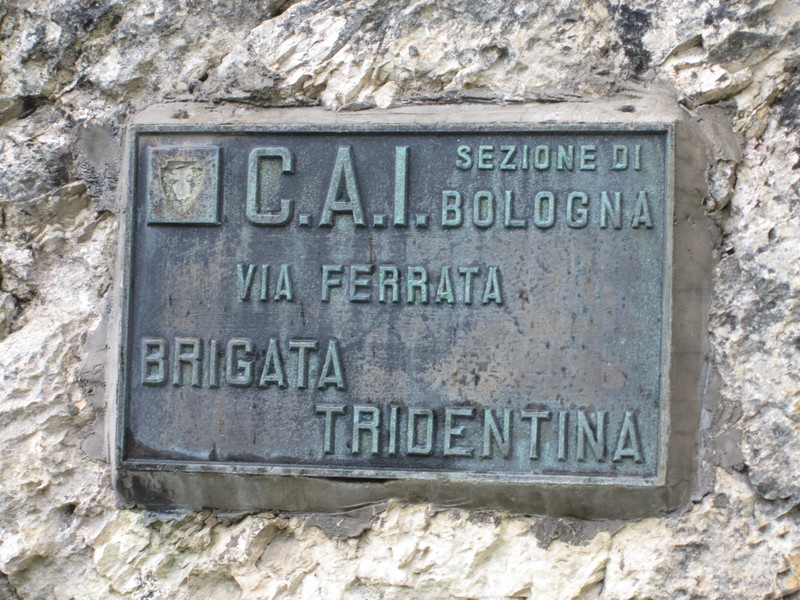 C.A.I. SEZIONE DI
BOLOGNA
VIA FERRATA
BRIGATA
TRIDENTINA